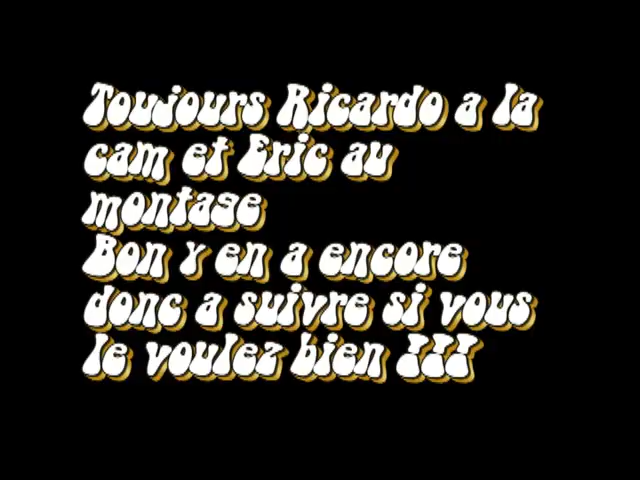 Toujours Ricardo a la
cam et Eric au
montage
Bon y en a encore
donc a suivre si vous
le voulez bien !!!